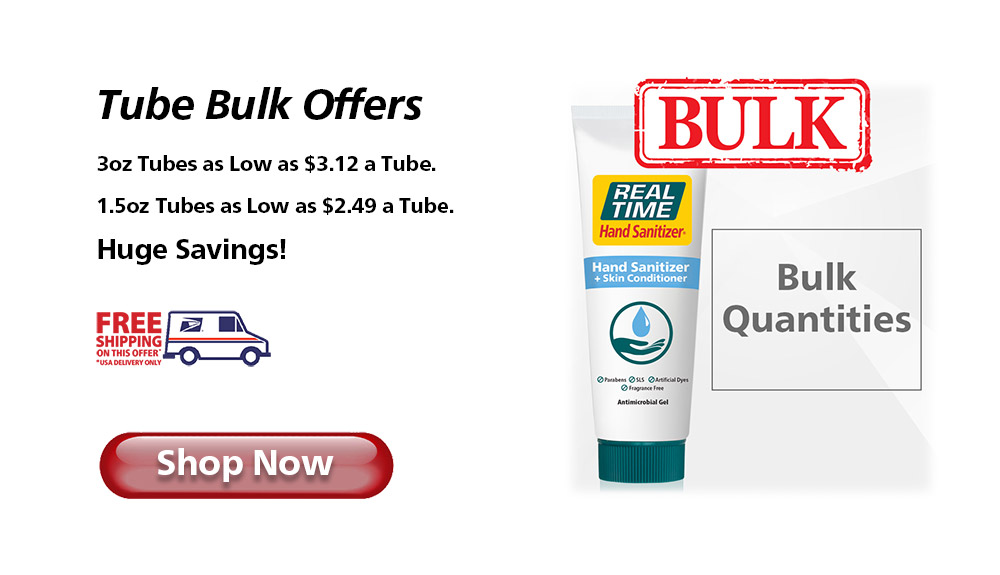 Tube Bulk Offers
3oz Tubes as Low as $3.12 a Tube.
1.5oz Tubes as Low as $2.49 a Tube.
Huge Savings!
FREE
SHIPPING
ON THIS OFFER*
*USA DELIVERY ONLY
Shop Now
BULK
REAL
TIME
Hand Sanitizer
Hand Sanitizer
+ Skin Conditioner
Parabens SLS Artificial Dyes
Fragrance Free
Antimicrobial Gel
Bulk
Quantities